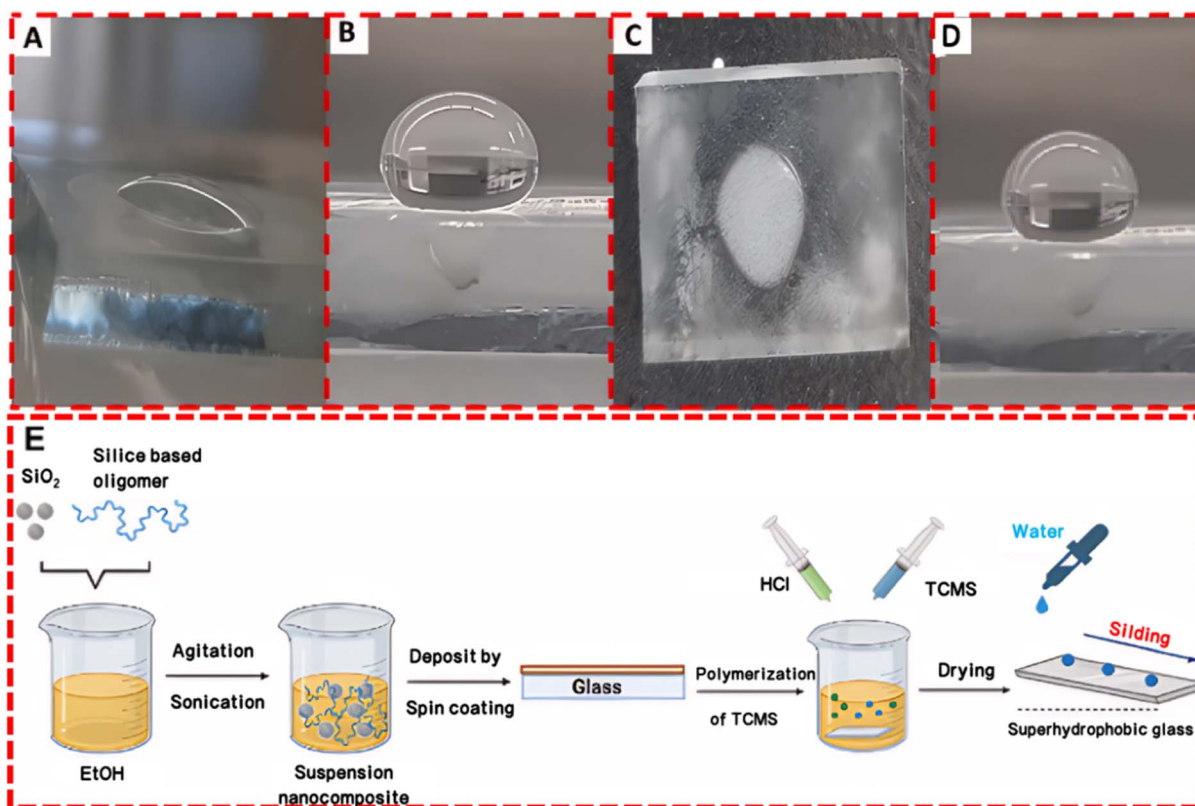 A
B
C
D
E
SiO₂
Silice based
oligomer
EtOH
Agitation
Sonication
Suspension
nanocomposite
Deposit by
Spin coating
Glass
Polymerization
of TCMS
HCl
TCMS
Drying
Water
Silding
Superhydrophobic glass